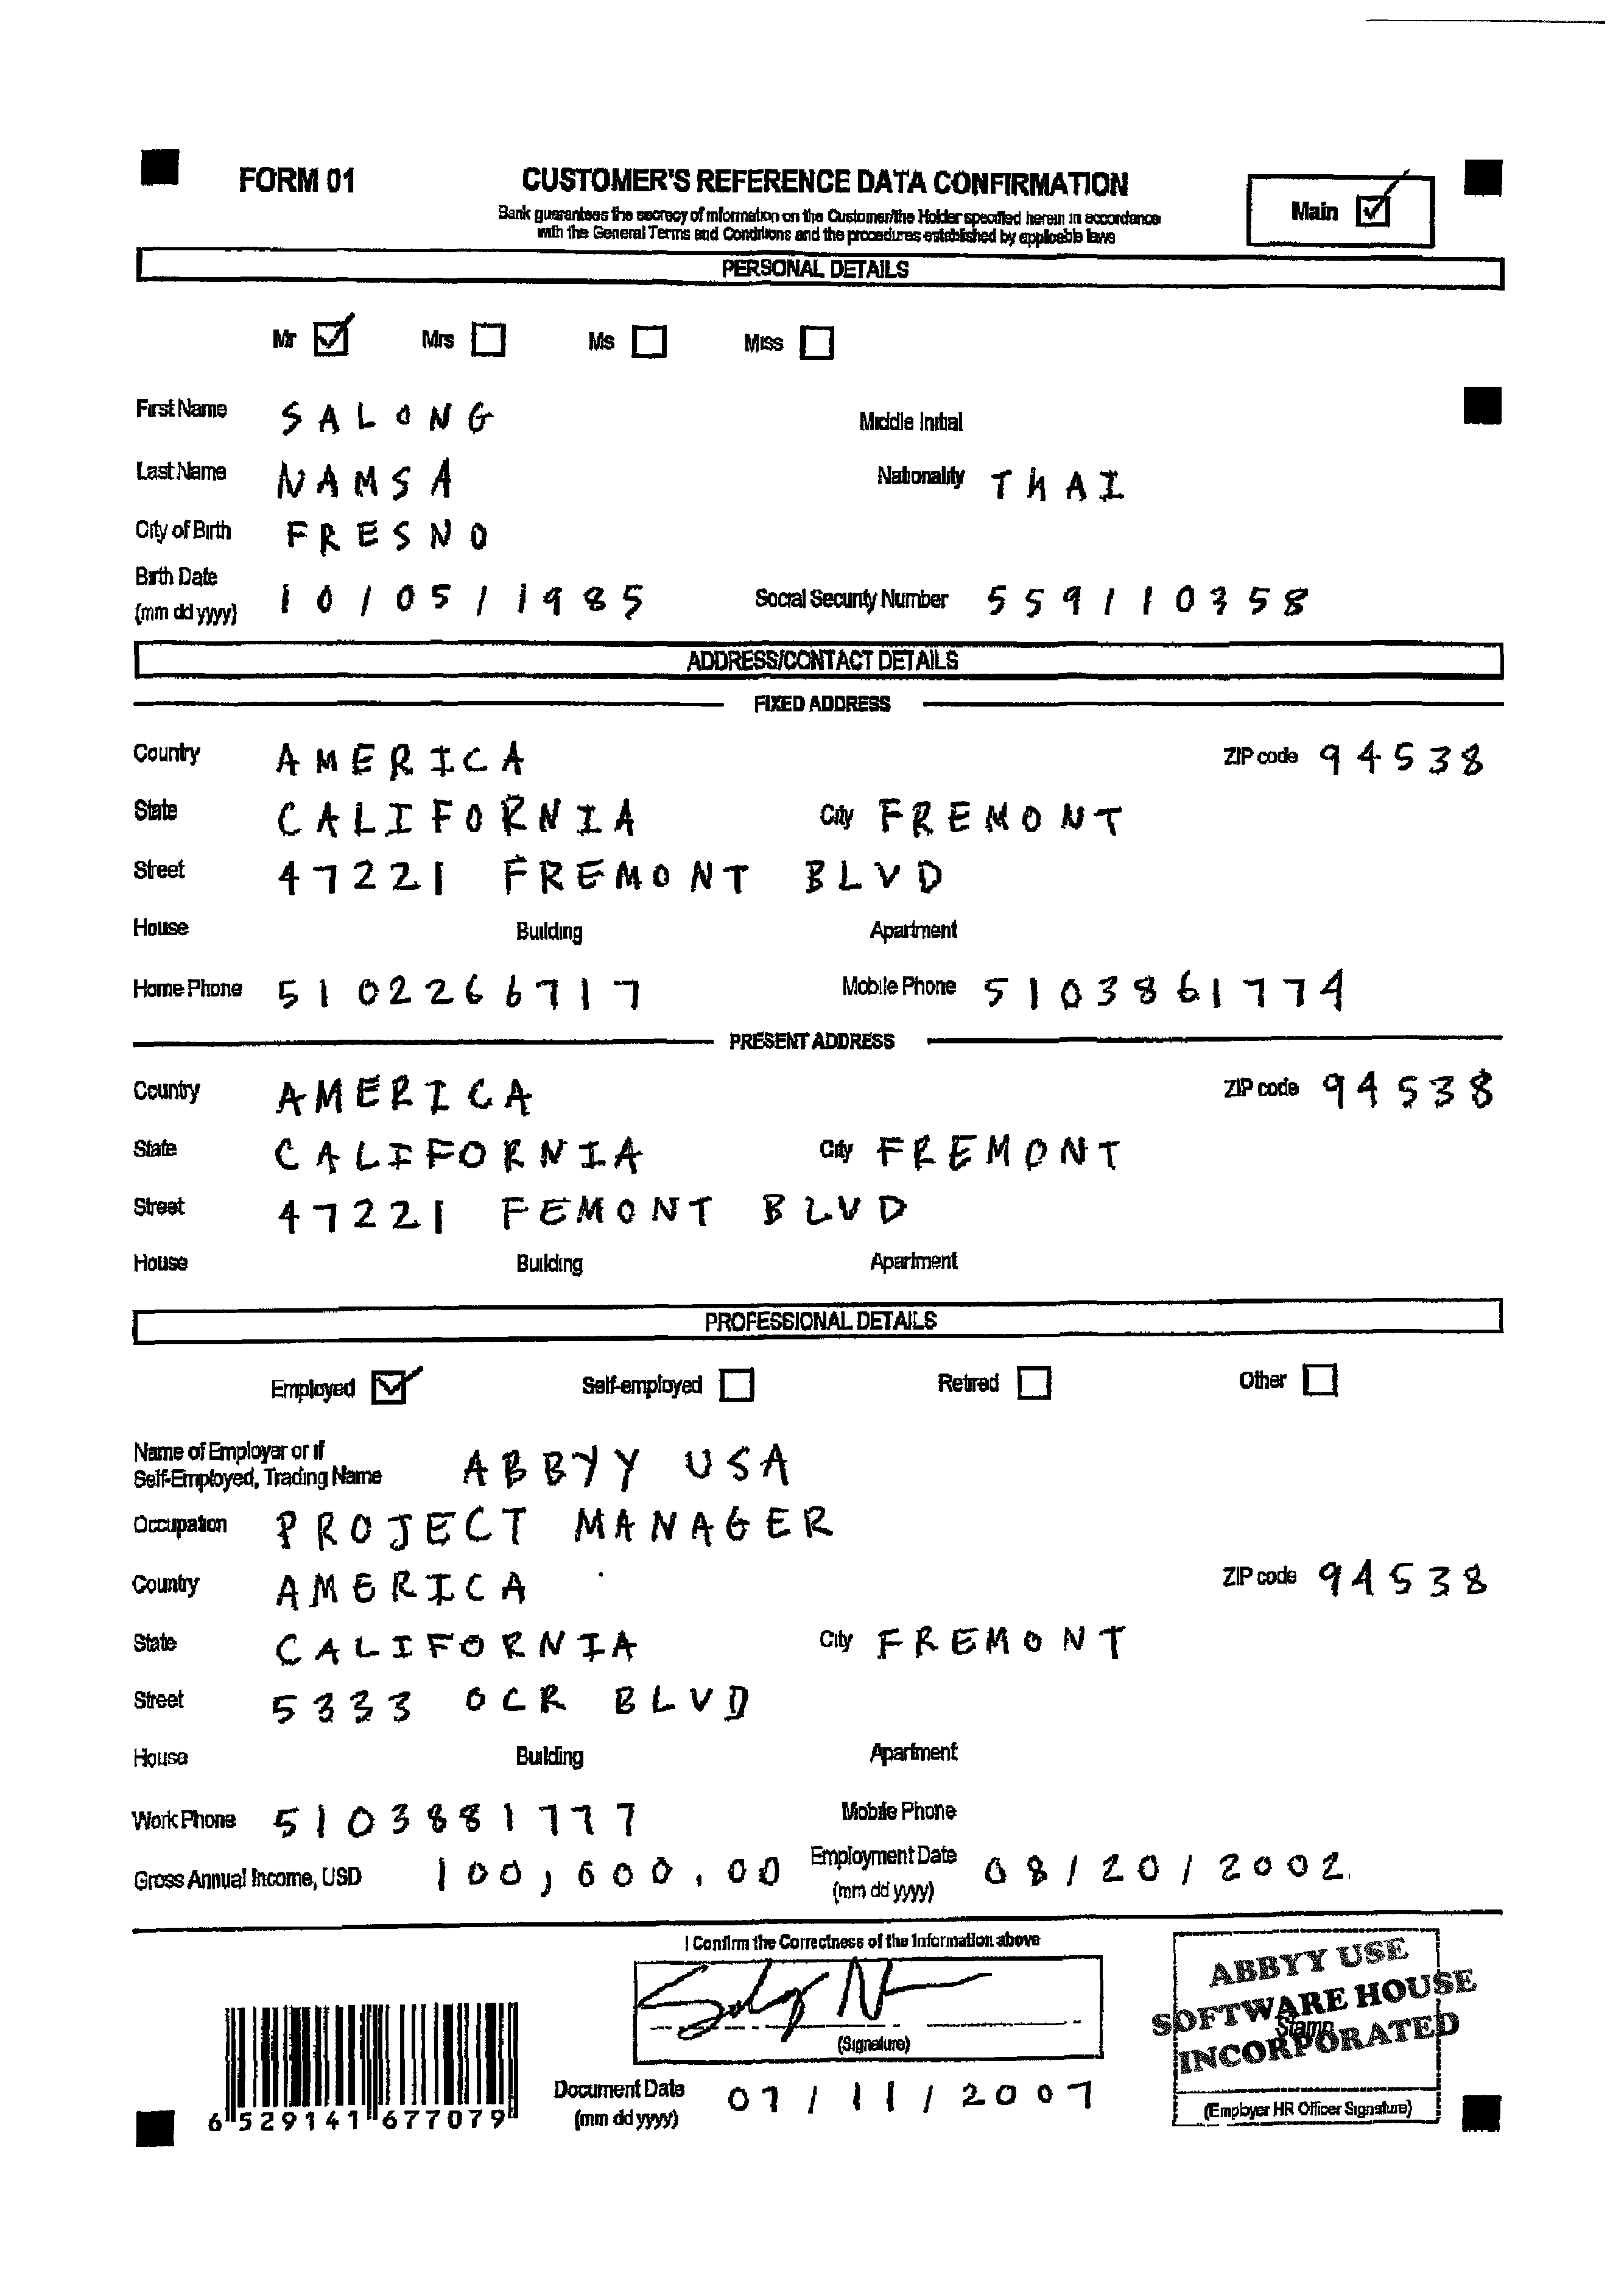 FORM 01
CUSTOMER'S REFERENCE DATA CONFIRMATION
Main
Bank guarantees the secrecy of information on the Customer/the Holder specified herein in accordance
with the General Terms and Conditions and the procedures established by applicable laws
PERSONAL DETAILS
Mr Mrs Ms Miss
First Name SALONG Middle Initial
Last Name NAMSA Nationality THAI
City of Birth FRESNO
Birth Date
(mm dd yyyy) 10/05/1985 Social Security Number 559110358
ADDRESS/CONTACT DETAILS
FIXED ADDRESS
Country AMERICA ZIP code 94538
State CALIFORNIA City FREMONT
Street 47221 FREMONT BLVD
House Building Apartment
Home Phone 5102266717 Mobile Phone 5103861774
PRESENT ADDRESS
Country AMERICA ZIP code 94538
State CALIFORNIA City FREMONT
Street 47221 FEMONT BLVD
House Building Apartment
PROFESSIONAL DETAILS
Employed Self-employed Retired Other
Name of Employer or if
Self-Employed, Trading Name ABBYY USA
Occupation PROJECT MANAGER
Country AMERICA ZIP code 94538
State CALIFORNIA City FREMONT
Street 5333 OCR BLVD
House Building Apartment
Work Phone 5103881777 Mobile Phone
Gross Annual Income, USD 100,600.00 Employment Date
(mm dd yyyy) 08/20/2002
I Confirm the Correctness of the Information above
(Signature)
ABBYY USE
SOFTWARE HOUSE
Stamp
INCORPORATED
(Employer HR Officer Signature)
Document Date
(mm dd yyyy) 07/11/2007
6 529141 677079